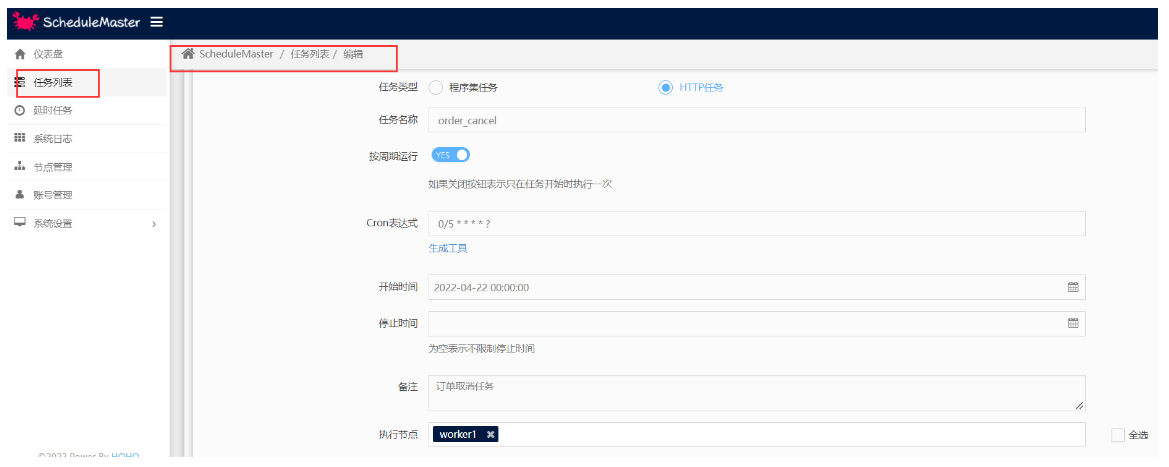 ScheduleMaster
仪表盘
任务列表
延时任务
系统日志
节点管理
账号管理
系统设置
©2022 Power By HOHO
ScheduleMaster / 任务列表 / 编辑
任务类型 程序集任务 HTTP任务
任务名称 order_cancel
按周期运行 YES
如果关闭按钮表示只在任务开始时执行一次
Cron表达式 0/5 * * * * ?
生成工具
开始时间 2022-04-22 00:00:00
停止时间
为空表示不限制停止时间
备注 订单取消任务
执行节点 worker1 全选